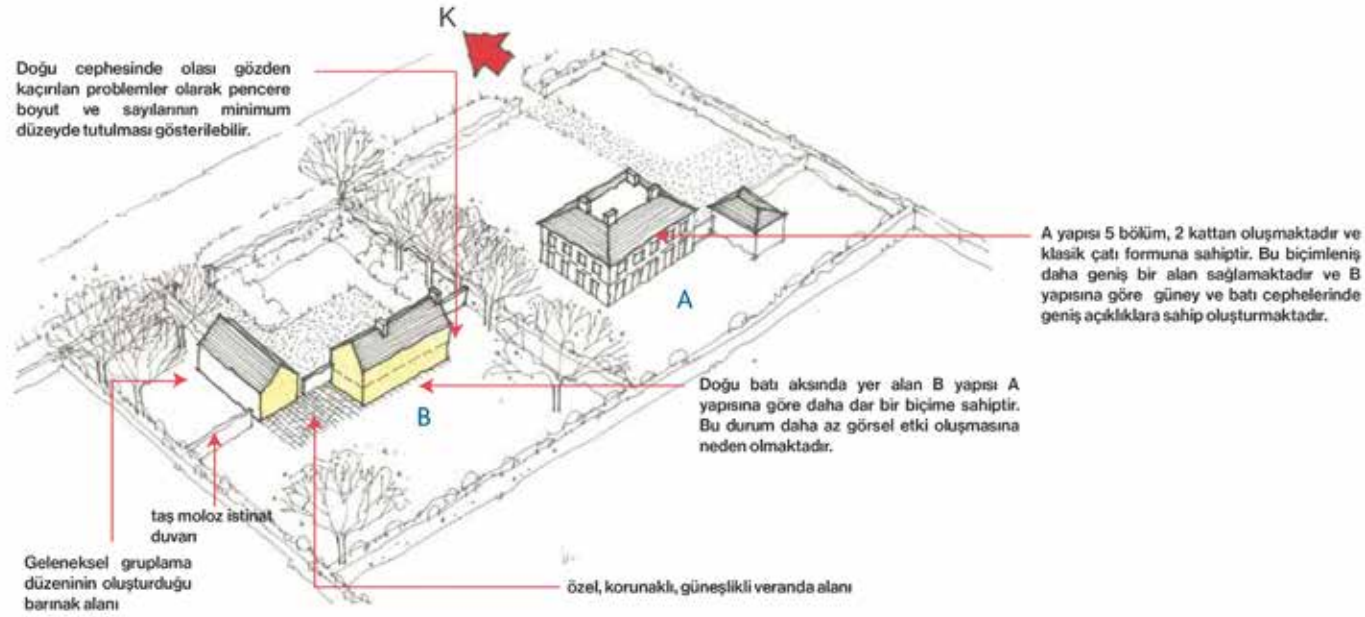 K
Doğu cephesinde olası gözden
kaçırılan problemler olarak pencere
boyut ve sayılarının minimum
düzeyde tutulması gösterilebilir.
A yapısı 5 bölüm, 2 kattan oluşmaktadır ve
klasik çatı formuna sahiptir. Bu biçimleniş
daha geniş bir alan sağlamaktadır ve B
yapısına göre güney ve batı cephelerinde
geniş açıklıklara sahip oluşturmaktadır.
A
Doğu batı aksında yer alan B yapısı A
yapısına göre daha dar bir biçime sahiptir.
Bu durum daha az görsel etki oluşmasına
neden olmaktadır.
B
taş moloz istinat
duvarı
Geleneksel gruplama
düzeninin oluşturduğu
barınak alanı
özel, korunaklı, güneşlikli veranda alanı